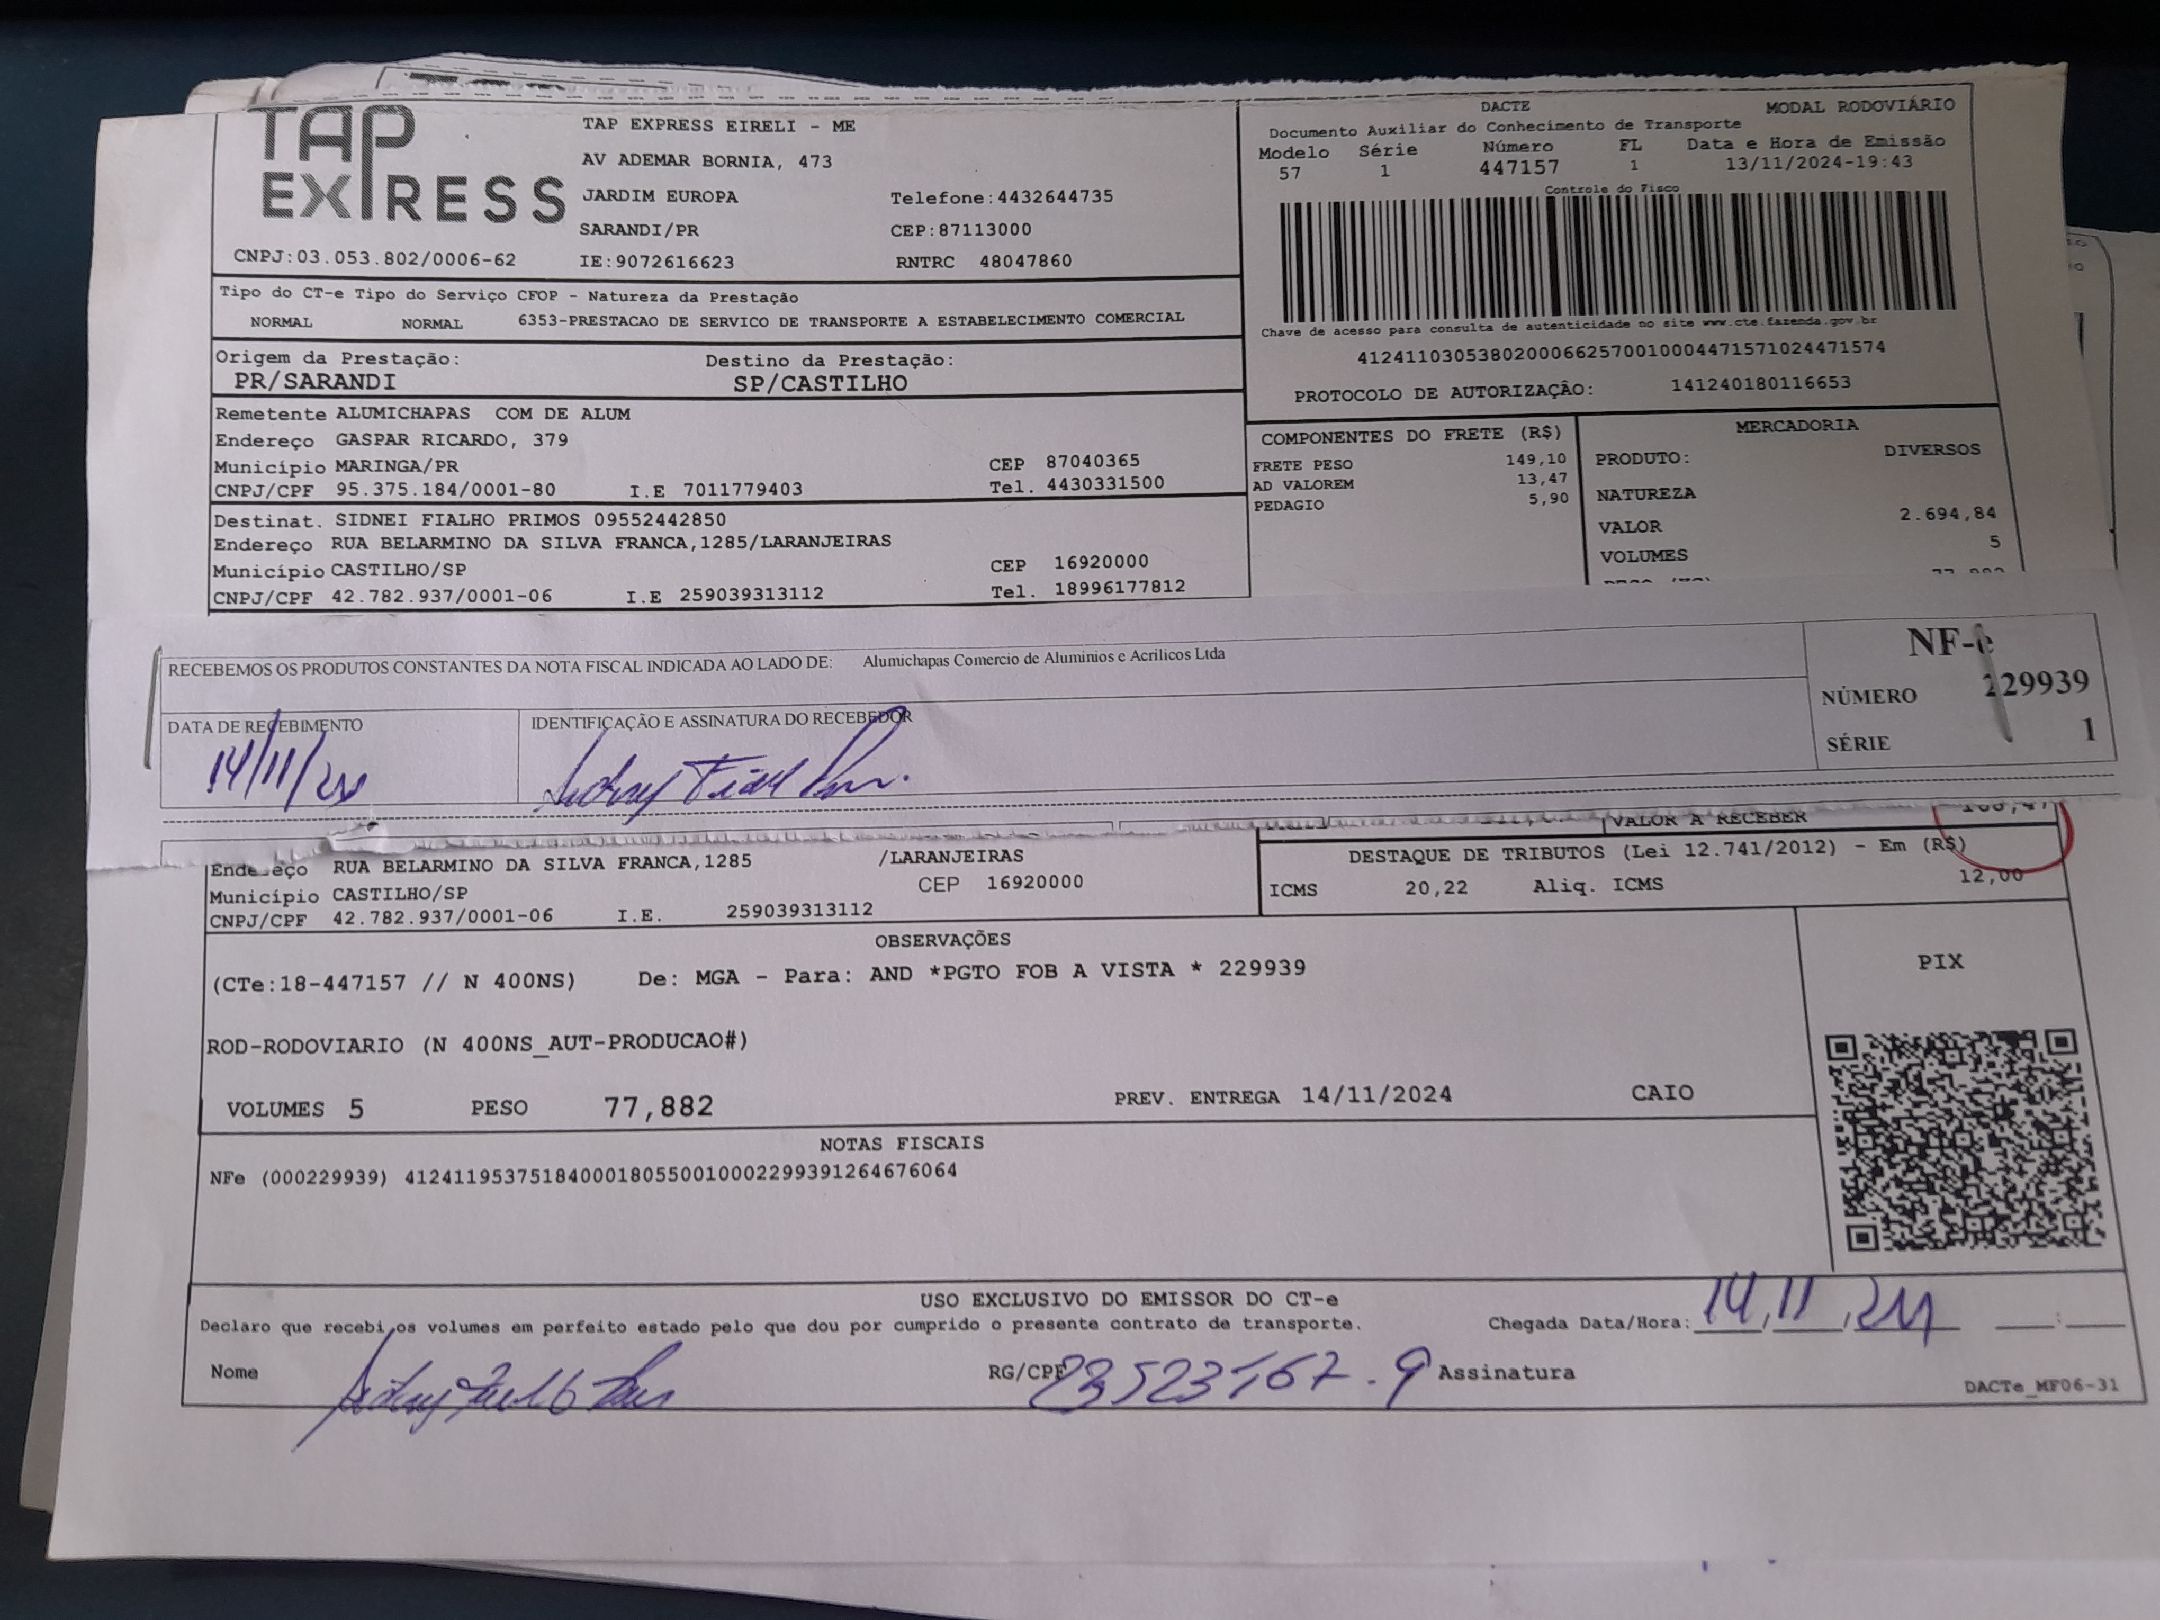 TAP EXPRESS
TAP EXPRESS EIRELI - ME
AV ADEMAR BORNIA, 473
JARDIM EUROPA Telefone:4432644735
SARANDI/PR CEP:87113000
CNPJ:03.053.802/0006-62 IE:9072616623 RNTRC 48047860
DACTE MODAL RODOVIÁRIO
Documento Auxiliar do Conhecimento de Transporte
Modelo Série Número FL Data e Hora de Emissão
57 1 447157 1 13/11/2024-19:43
Controle do Fisco
Chave de acesso para consulta de autenticidade no site www.cte.fazenda.gov.br
41241103053802000662570010004471571024471574
PROTOCOLO DE AUTORIZAÇÃO: 141240180116653
Tipo do CT-e Tipo do Serviço CFOP - Natureza da Prestação
NORMAL NORMAL 6353-PRESTACAO DE SERVICO DE TRANSPORTE A ESTABELECIMENTO COMERCIAL
Origem da Prestação: Destino da Prestação:
PR/SARANDI SP/CASTILHO
Remetente ALUMICHAPAS COM DE ALUM
Endereço GASPAR RICARDO, 379
Município MARINGA/PR CEP 87040365
CNPJ/CPF 95.375.184/0001-80 I.E 7011779403 Tel. 4430331500
Destinat. SIDNEI FIALHO PRIMOS 09552442850
Endereço RUA BELARMINO DA SILVA FRANCA,1285/LARANJEIRAS
Município CASTILHO/SP CEP 16920000
CNPJ/CPF 42.782.937/0001-06 I.E 259039313112 Tel. 18996177812
COMPONENTES DO FRETE (R$)
FRETE PESO 149,10
AD VALOREM 13,47
PEDAGIO 5,90
MERCADORIA
PRODUTO: DIVERSOS
NATUREZA
VALOR 2.694,84
VOLUMES 5
RECEBEMOS OS PRODUTOS CONSTANTES DA NOTA FISCAL INDICADA AO LADO DE: Alumichapas Comercio de Aluminios e Acrilicos Ltda
NF-e
NÚMERO 229939
SÉRIE 1
DATA DE RECEBIMENTO IDENTIFICAÇÃO E ASSINATURA DO RECEBEDOR
14/11/24
VALOR A RECEBER
Endereço RUA BELARMINO DA SILVA FRANCA,1285 /LARANJEIRAS
Município CASTILHO/SP CEP 16920000
CNPJ/CPF 42.782.937/0001-06 I.E. 259039313112
DESTAQUE DE TRIBUTOS (Lei 12.741/2012) - Em (R$)
ICMS 20,22 Aliq. ICMS 12,00
OBSERVAÇÕES
(CTe:18-447157 // N 400NS) De: MGA - Para: AND *PGTO FOB A VISTA * 229939
ROD-RODOVIARIO (N 400NS_AUT-PRODUCAO#)
VOLUMES 5 PESO 77,882 PREV. ENTREGA 14/11/2024 CAIO
PIX
NOTAS FISCAIS
NFe (000229939) 41241195375184000180550010002299391264676064
USO EXCLUSIVO DO EMISSOR DO CT-e
Declaro que recebi os volumes em perfeito estado pelo que dou por cumprido o presente contrato de transporte. Chegada Data/Hora: 14,11,24
Nome RG/CPF 23523167.9 Assinatura
DACTe_MF06-31